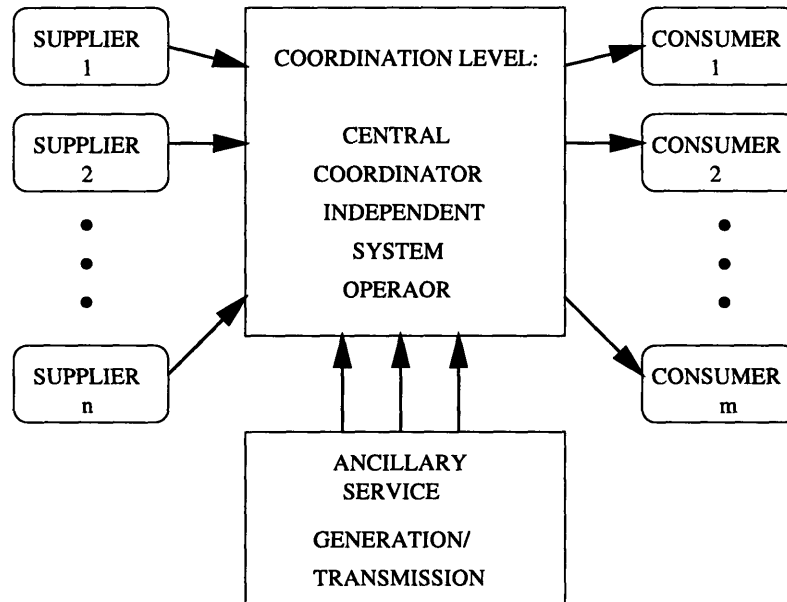 SUPPLIER
1
SUPPLIER
2
SUPPLIER
n
COORDINATION LEVEL:
CENTRAL
COORDINATOR
INDEPENDENT
SYSTEM
OPERAOR
CONSUMER
1
CONSUMER
2
CONSUMER
m
ANCILLARY
SERVICE
GENERATION/
TRANSMISSION